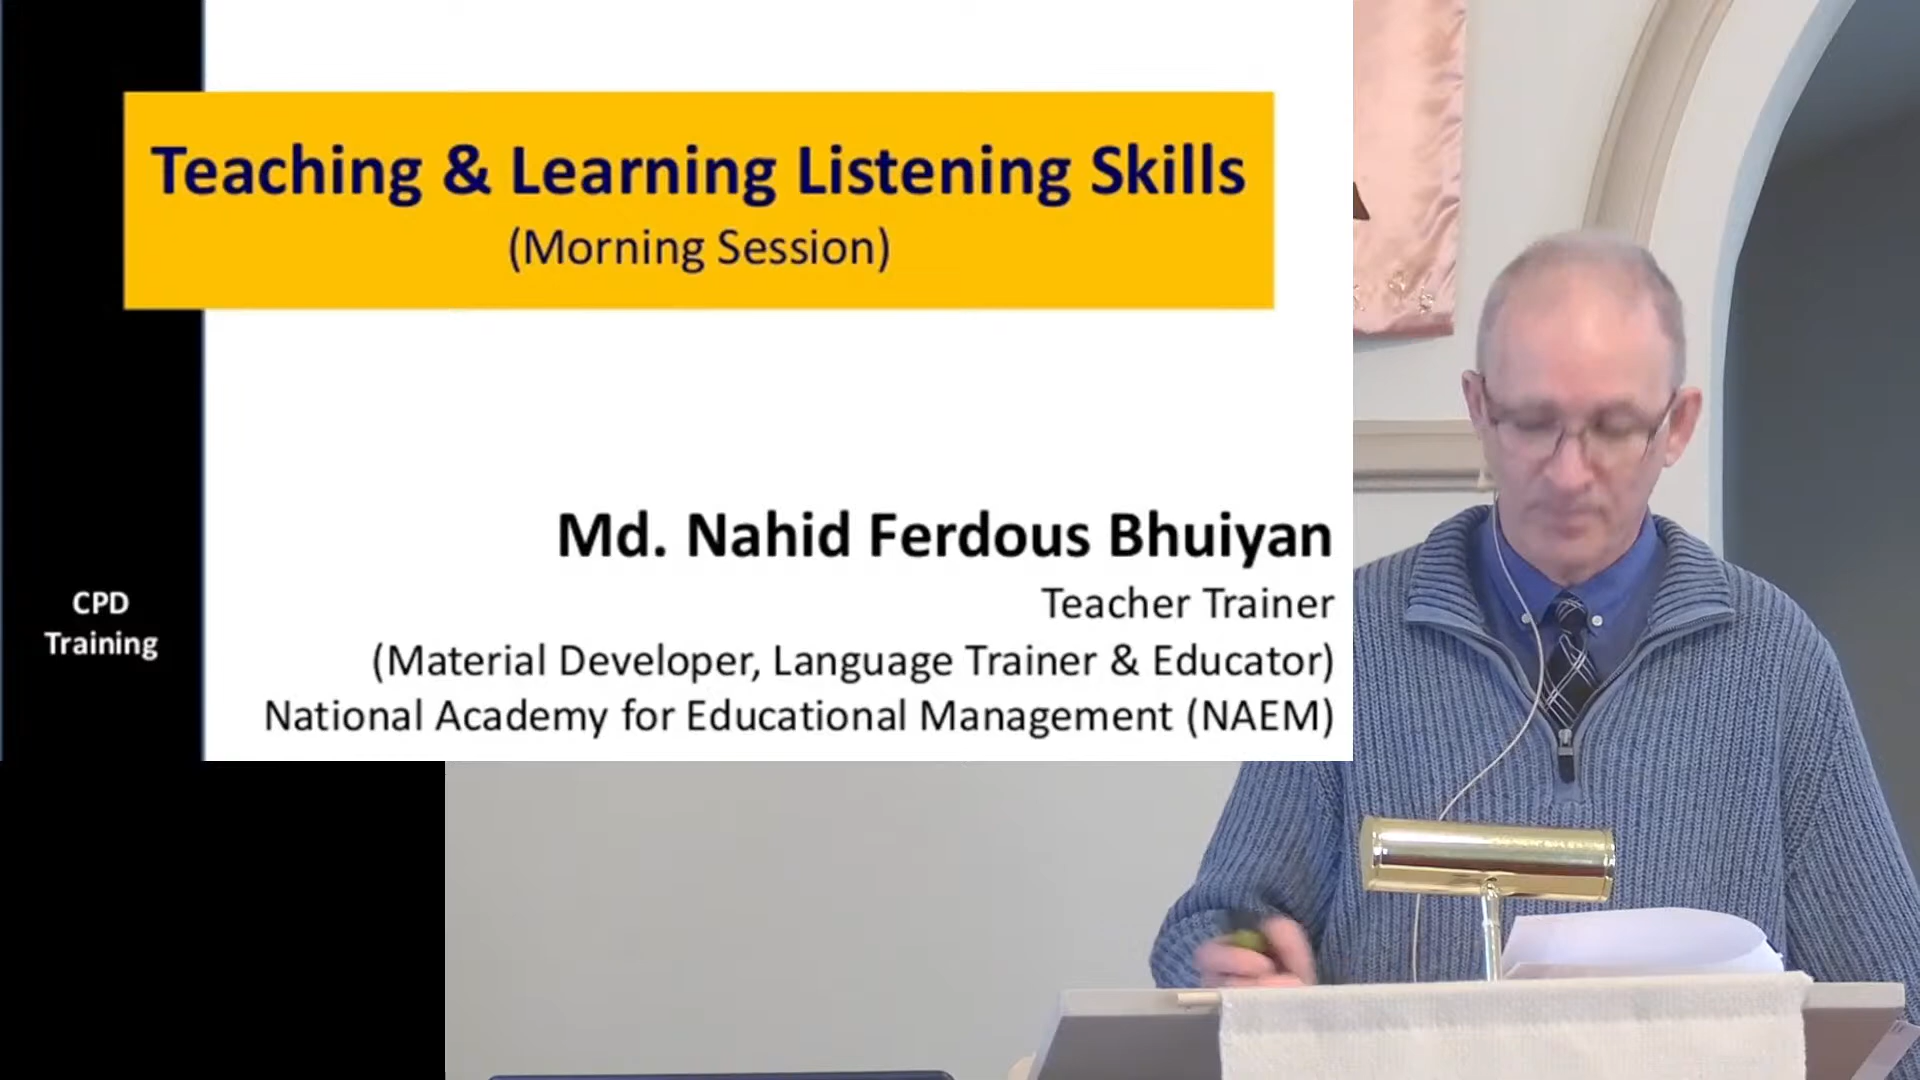 Teaching & Learning Listening Skills
(Morning Session)
Md. Nahid Ferdous Bhuiyan
Teacher Trainer
(Material Developer, Language Trainer & Educator)
National Academy for Educational Management (NAEM)
CPD
Training